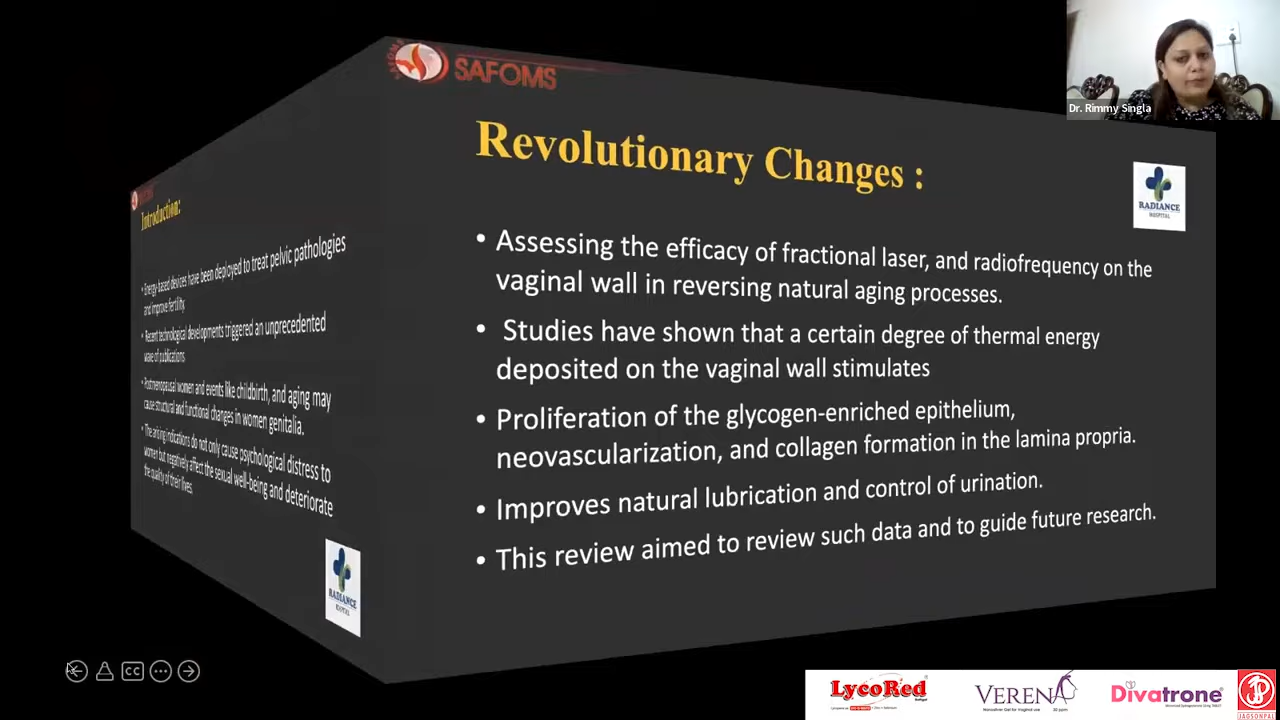 SAFOMS
Introduction:
• Energy-based devices have been deployed to treat pelvic pathologies
and improve fertility
• Recent technological developments triggered an unprecedented
wave of publications
• Postmenopausal women and events like childbirth, and aging may
cause structural and functional changes in women genitalia.
• The arising indications do not only cause psychological distress to
women but negatively affect the sexual well-being and deteriorate
the quality of their lives.
RADIANCE
HOSPITAL
Revolutionary Changes :
• Assessing the efficacy of fractional laser, and radiofrequency on the
vaginal wall in reversing natural aging processes.
• Studies have shown that a certain degree of thermal energy
deposited on the vaginal wall stimulates
• Proliferation of the glycogen-enriched epithelium,
neovascularization, and collagen formation in the lamina propria.
• Improves natural lubrication and control of urination.
• This review aimed to review such data and to guide future research.
RADIANCE
HOSPITAL
Dr. Rimmy Singla
CC
LycoRed
VERENA
Divatrone
JAGSONPAL